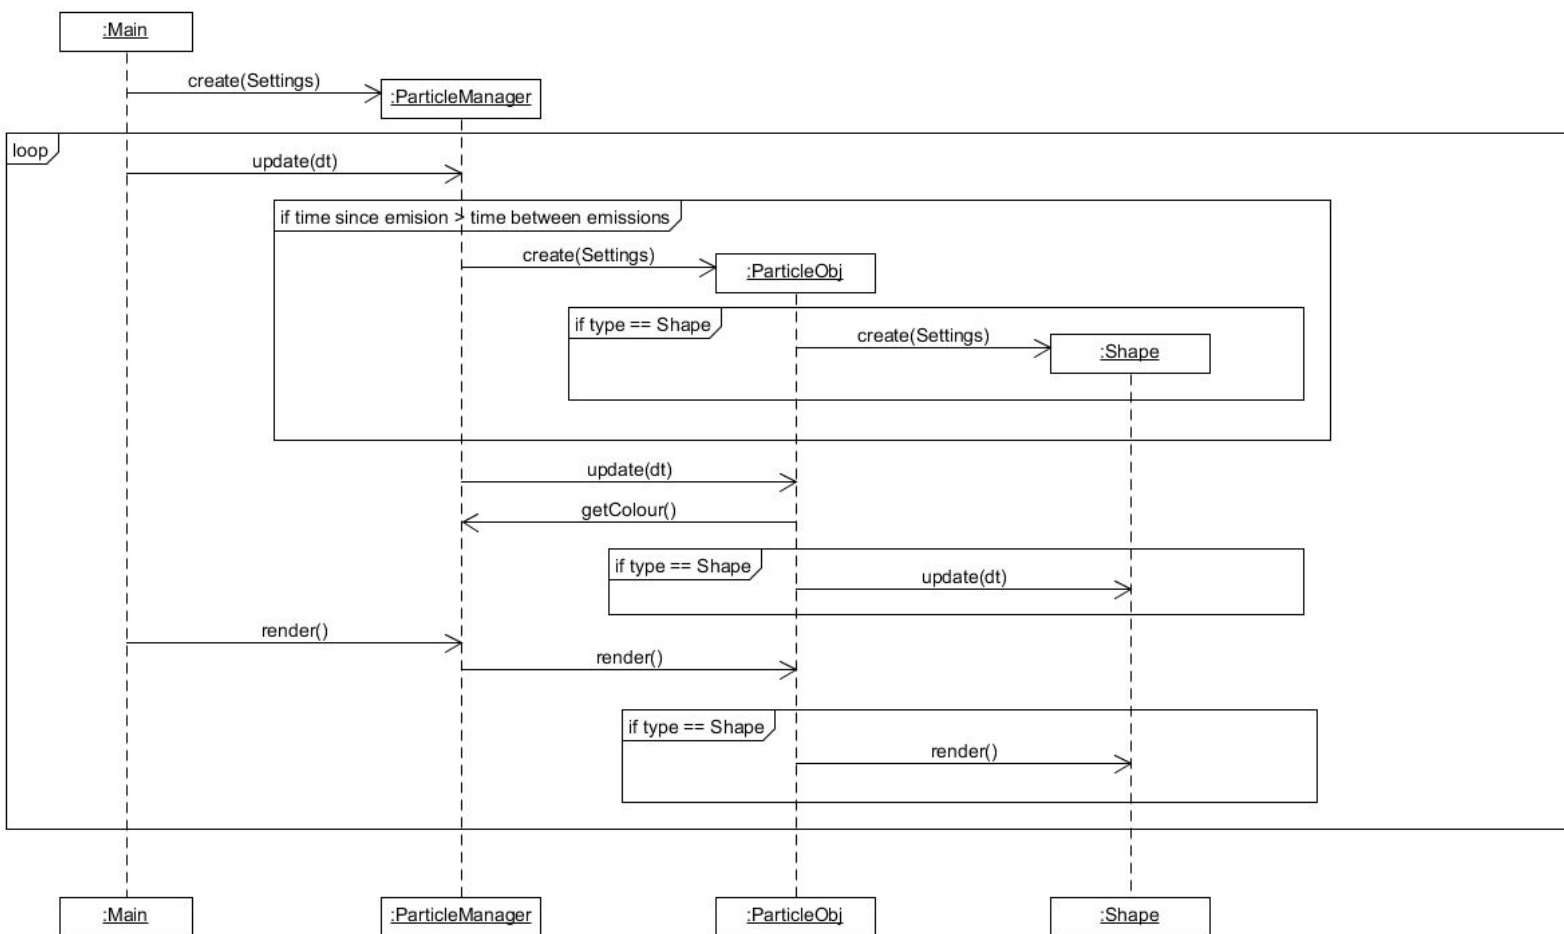 :Main
create(Settings)
:ParticleManager
loop
update(dt)
if time since emision > time between emissions
create(Settings)
:ParticleObj
if type == Shape
create(Settings)
:Shape
update(dt)
getColour()
if type == Shape
update(dt)
render()
render()
if type == Shape
render()
:Main
:ParticleManager
:ParticleObj
:Shape